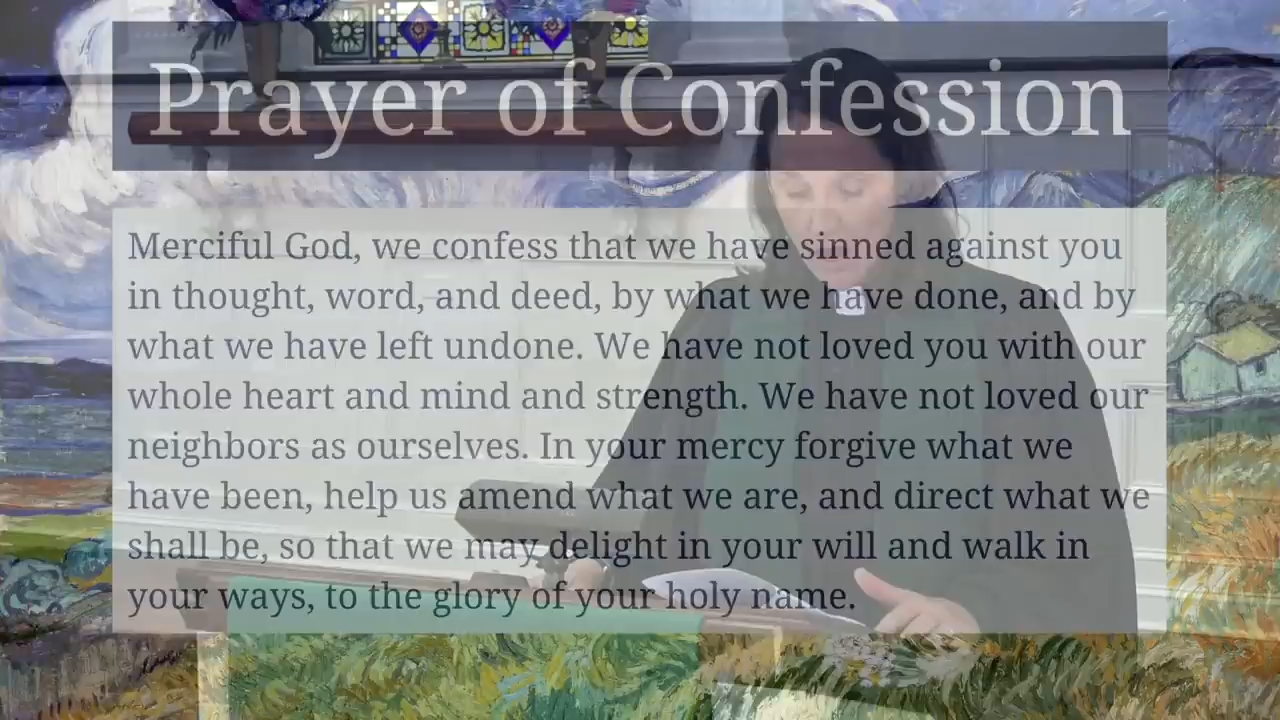 Prayer of Confession
Merciful God, we confess that we have sinned against you
in thought, word, and deed, by what we have done, and by
what we have left undone. We have not loved you with our
whole heart and mind and strength. We have not loved our
neighbors as ourselves. In your mercy forgive what we
have been, help us amend what we are, and direct what we
shall be, so that we may delight in your will and walk in
your ways, to the glory of your holy name.